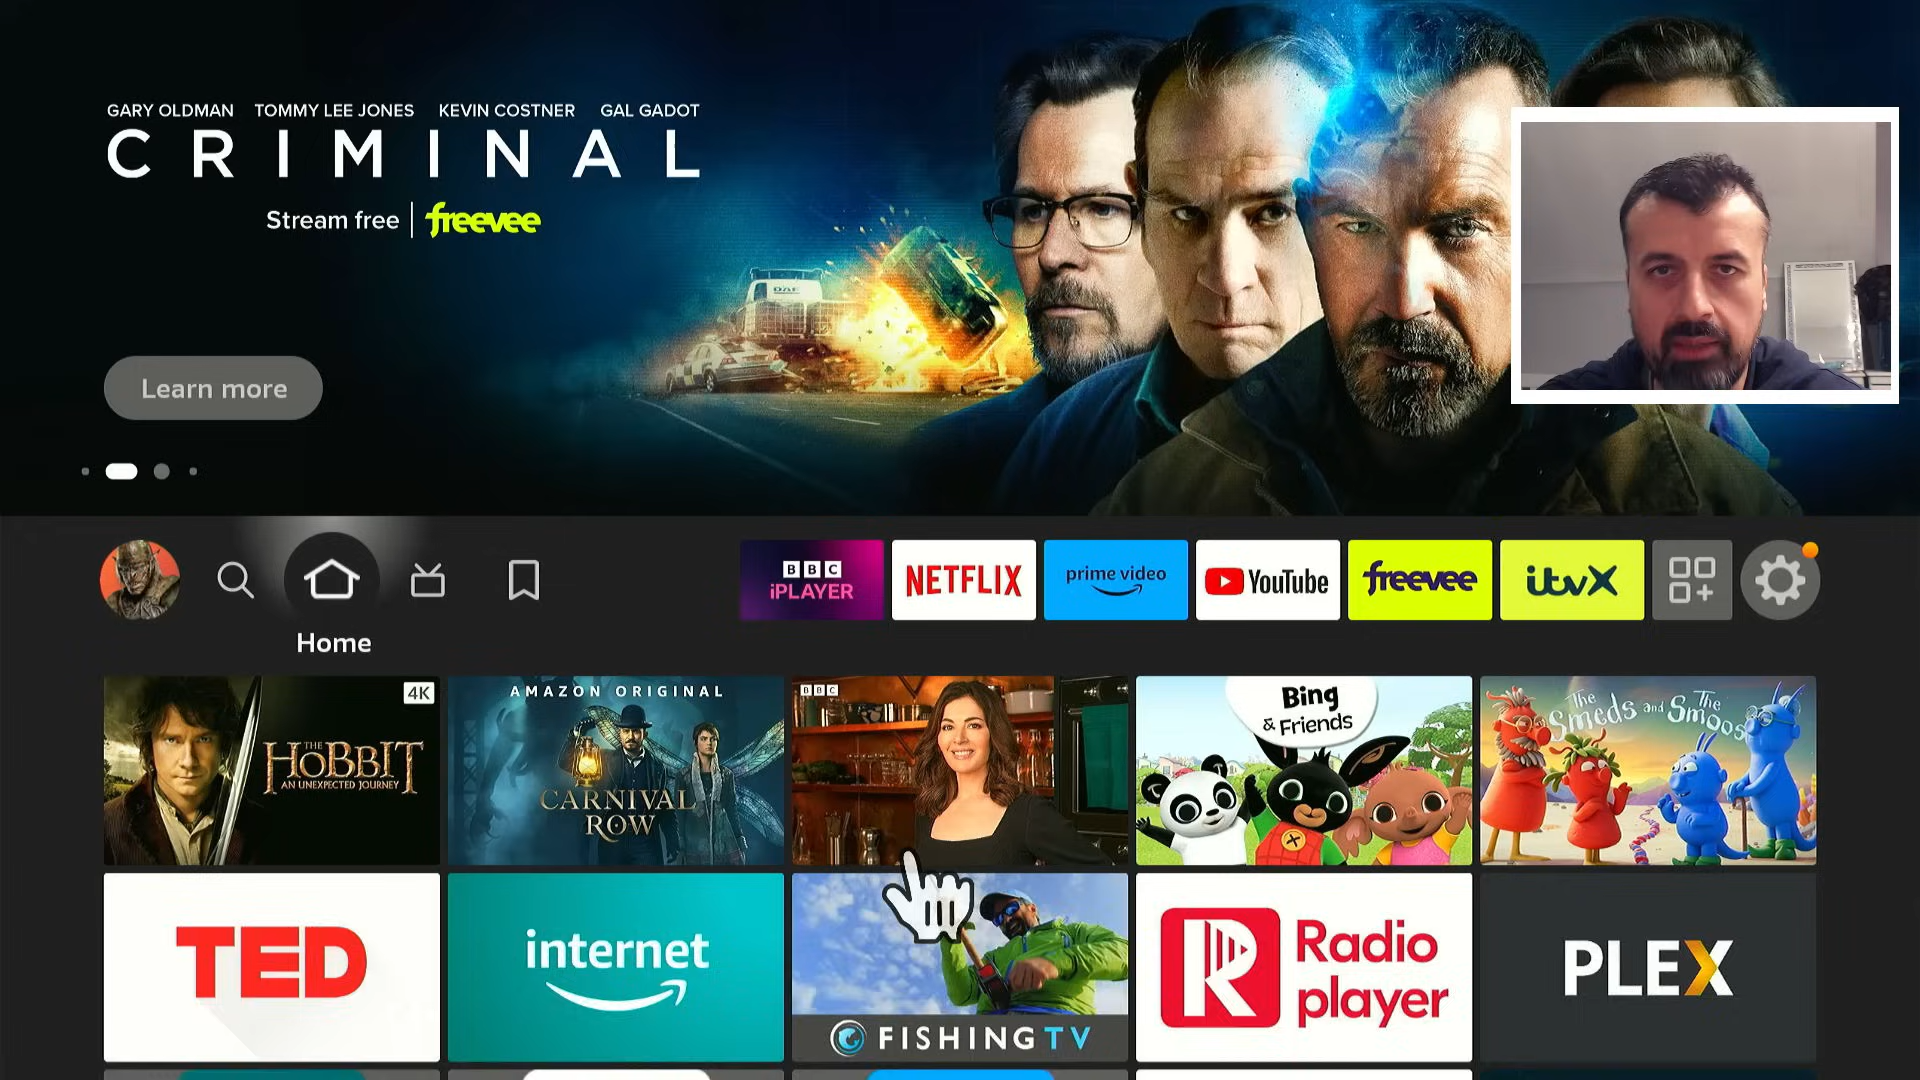 GARY OLDMAN TOMMY LEE JONES KEVIN COSTNER GAL GADOT
CRIMINAL
Stream free | freevee
DAF
Learn more
BBC iPLAYER
NETFLIX
prime video
YouTube
freevee
itvX
Home
4K
THE HOBBIT
AN UNEXPECTED JOURNEY
AMAZON ORIGINAL
CARNIVAL ROW
BBC
Bing
& Friends
The Smeds and The Smoos
TED
internet
FISHINGTV
Radio
player
PLEX